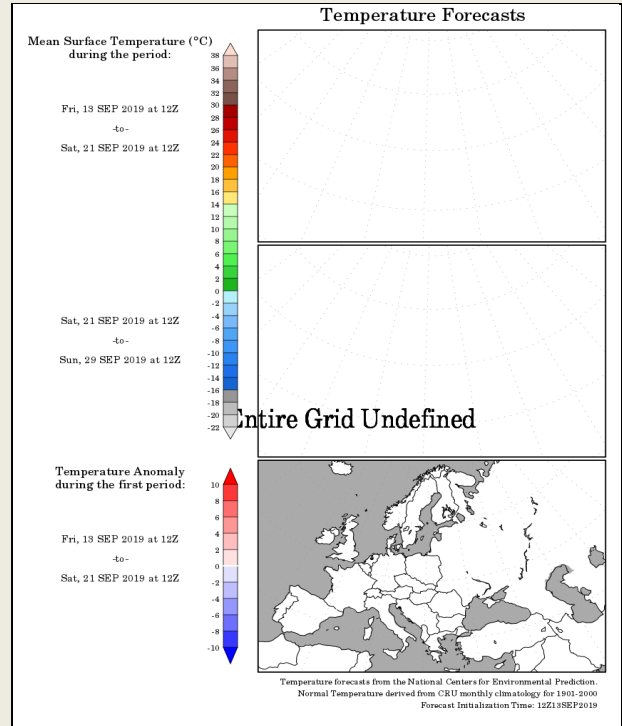 Temperature Forecasts
Mean Surface Temperature (°C)
during the period:
38
36
34
32
30
28
26
24
22
20
18
16
14
12
10
8
6
4
2
0
-2
-4
-6
-8
-10
-12
-14
-16
-18
-20
-22
Fri, 13 SEP 2019 at 12Z
-to-
Sat, 21 SEP 2019 at 12Z
Sat, 21 SEP 2019 at 12Z
-to-
Sun, 29 SEP 2019 at 12Z
Entire Grid Undefined
Temperature Anomaly
during the first period:
10
8
6
4
2
0
-2
-4
-6
-8
-10
Fri, 13 SEP 2019 at 12Z
-to-
Sat, 21 SEP 2019 at 12Z
Temperature forecasts from the National Centers for Environmental Prediction.
Normal Temperature derived from CRU monthly climatology for 1901-2000
Forecast Initialization Time: 12Z13SEP2019